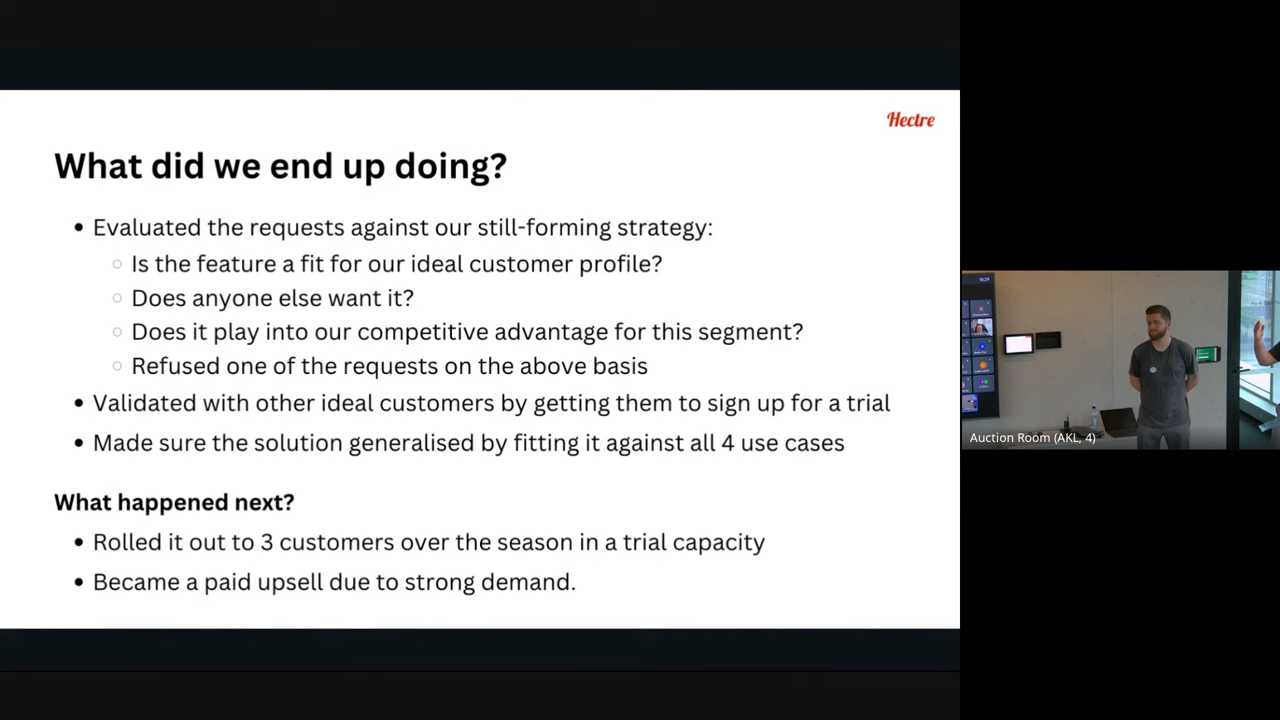 Hectre
What did we end up doing?
• Evaluated the requests against our still-forming strategy:
○ Is the feature a fit for our ideal customer profile?
○ Does anyone else want it?
○ Does it play into our competitive advantage for this segment?
○ Refused one of the requests on the above basis
• Validated with other ideal customers by getting them to sign up for a trial
• Made sure the solution generalised by fitting it against all 4 use cases
What happened next?
• Rolled it out to 3 customers over the season in a trial capacity
• Became a paid upsell due to strong demand.
Auction Room (AKL, 4)